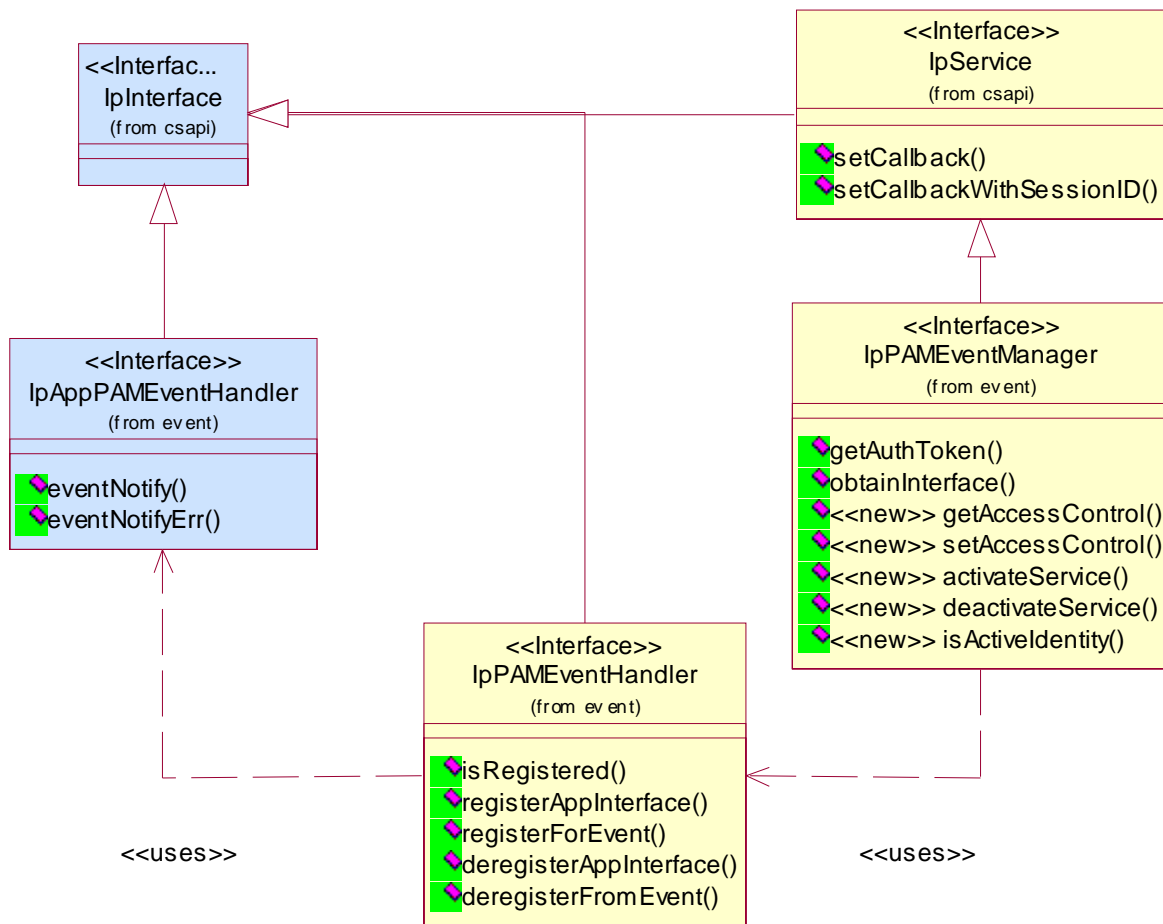 <<Interfac...
IpInterface
(from csapi)
<<Interface>>
IpService
(from csapi)
setCallback()
setCallbackWithSessionID()
<<Interface>>
IpAppPAMEventHandler
(from event)
eventNotify()
eventNotifyErr()
<<Interface>>
IpPAMEventManager
(from event)
getAuthToken()
obtainInterface()
<<new>> getAccessControl()
<<new>> setAccessControl()
<<new>> activateService()
<<new>> deactivateService()
<<new>> isActiveIdentity()
<<Interface>>
IpPAMEventHandler
(from event)
isRegistered()
registerAppInterface()
registerForEvent()
deregisterAppInterface()
deregisterFromEvent()
<<uses>>
<<uses>>